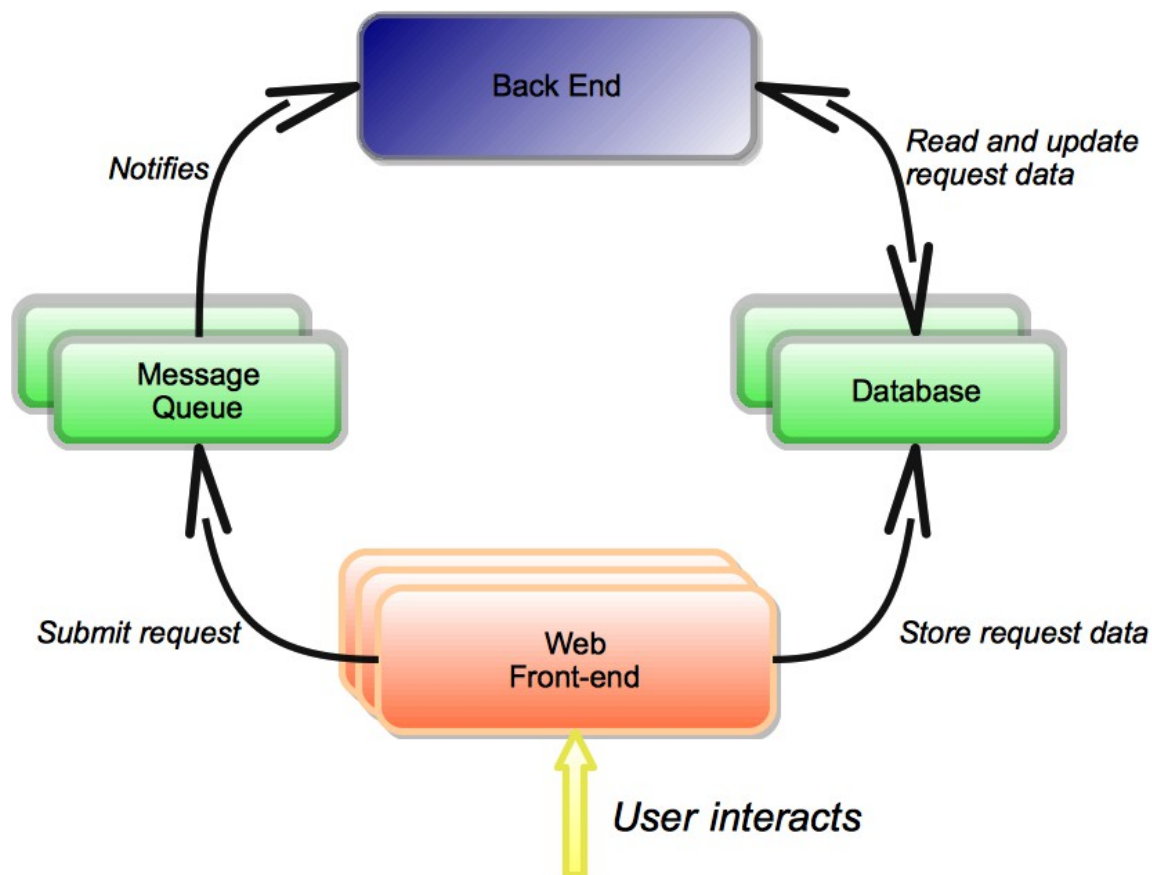 Back End
Notifies
Read and update
request data
Message
Queue
Database
Submit request
Web
Front-end
Store request data
User interacts